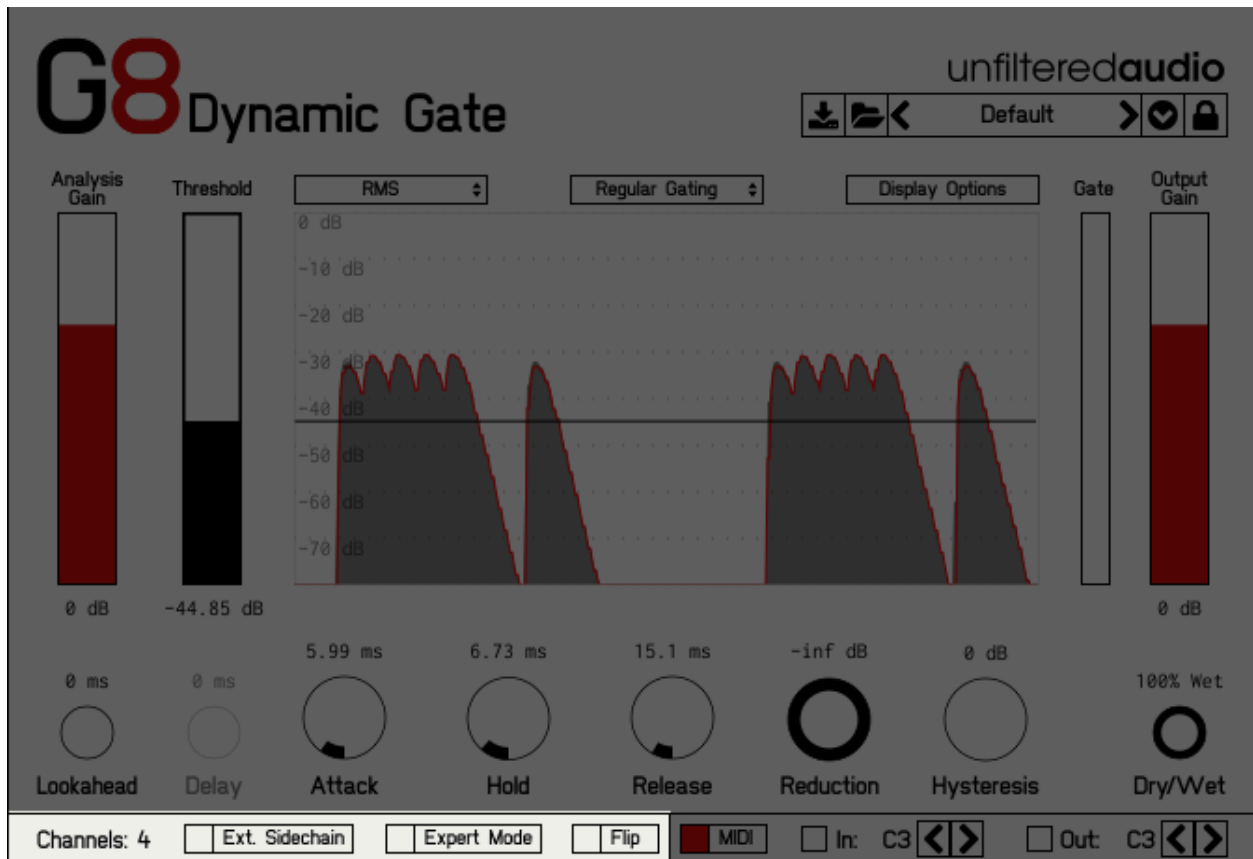 G8 Dynamic Gate
unfilteredaudio
Default
Analysis Gain
Threshold
RMS
Regular Gating
Display Options
Gate
Output Gain
0 dB
-10 dB
-20 dB
-30 dB
-40 dB
-50 dB
-60 dB
-70 dB
0 dB
-44.85 dB
0 dB
5.99 ms
6.73 ms
15.1 ms
-inf dB
0 dB
0 ms
0 ms
100% Wet
Lookahead
Delay
Attack
Hold
Release
Reduction
Hysteresis
Dry/Wet
Channels: 4
Ext. Sidechain
Expert Mode
Flip
MIDI
In: C3
Out: C3